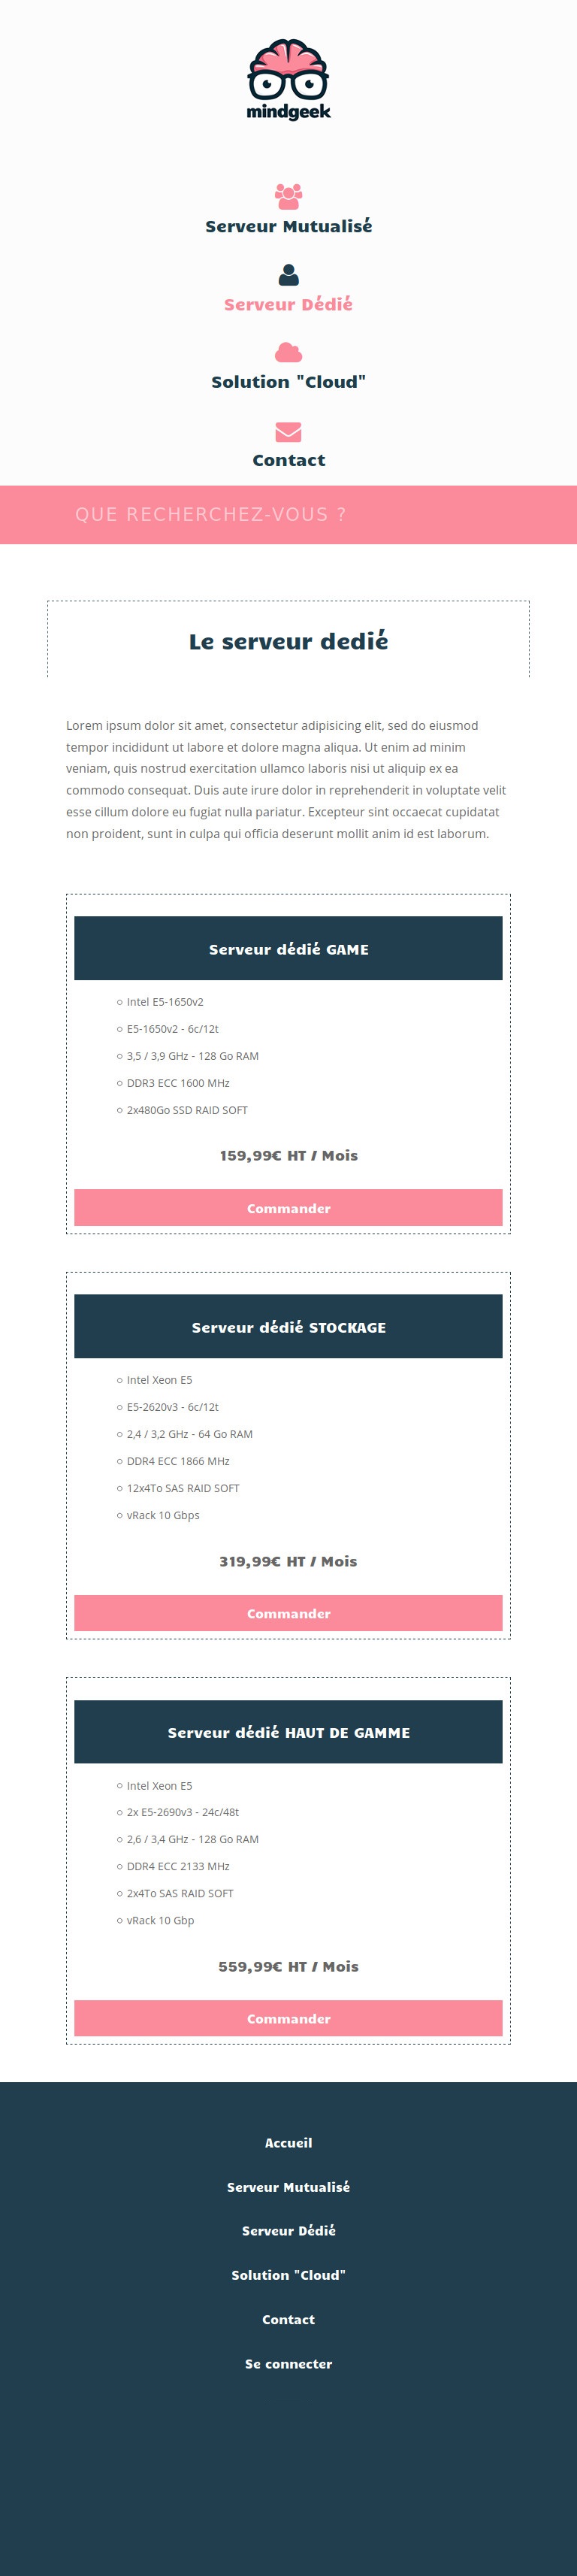 mindgeek
Serveur Mutualisé
Serveur Dédié
Solution "Cloud"
Contact
QUE RECHERCHEZ-VOUS ?
Le serveur dedié
Lorem ipsum dolor sit amet, consectetur adipisicing elit, sed do eiusmod
tempor incididunt ut labore et dolore magna aliqua. Ut enim ad minim
veniam, quis nostrud exercitation ullamco laboris nisi ut aliquip ex ea
commodo consequat. Duis aute irure dolor in reprehenderit in voluptate velit
esse cillum dolore eu fugiat nulla pariatur. Excepteur sint occaecat cupidatat
non proident, sunt in culpa qui officia deserunt mollit anim id est laborum.
Serveur dédié GAME
Intel E5-1650v2
E5-1650v2 - 6c/12t
3,5 / 3,9 GHz - 128 Go RAM
DDR3 ECC 1600 MHz
2x480Go SSD RAID SOFT
159,99€ HT / Mois
Commander
Serveur dédié STOCKAGE
Intel Xeon E5
E5-2620v3 - 6c/12t
2,4 / 3,2 GHz - 64 Go RAM
DDR4 ECC 1866 MHz
12x4To SAS RAID SOFT
vRack 10 Gbps
319,99€ HT / Mois
Commander
Serveur dédié HAUT DE GAMME
Intel Xeon E5
2x E5-2690v3 - 24c/48t
2,6 / 3,4 GHz - 128 Go RAM
DDR4 ECC 2133 MHz
2x4To SAS RAID SOFT
vRack 10 Gbp
559,99€ HT / Mois
Commander
Accueil
Serveur Mutualisé
Serveur Dédié
Solution "Cloud"
Contact
Se connecter